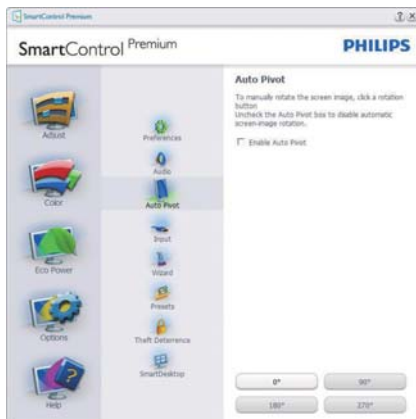 SmartControl Premium
SmartControl Premium
PHILIPS
Adjust
Color
Eco Power
Options
Help
Preferences
Audio
Auto Pivot
Input
Wizard
Presets
Theft Deterrence
SmartDesktop
Auto Pivot
To manually rotate the screen image, click a rotation
button
Uncheck the Auto Pivot box to disable automatic
screen-image rotation.
Enable Auto Pivot
0°
90°
180°
270°